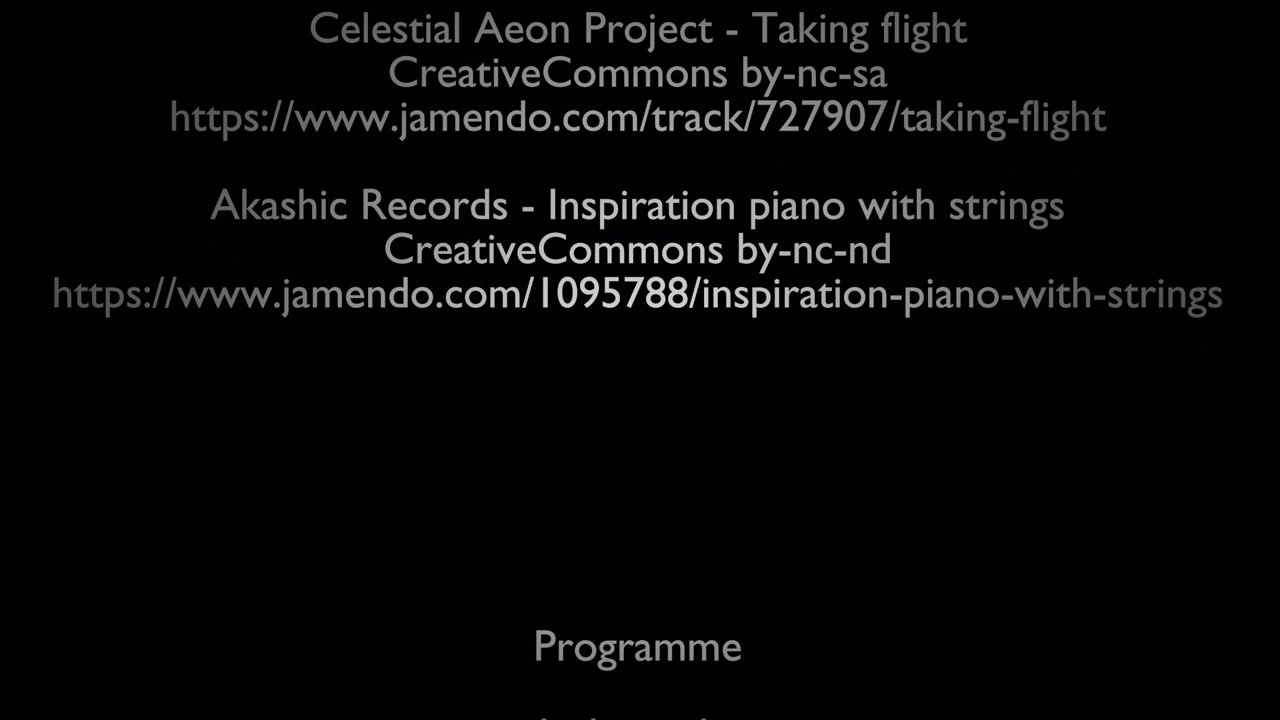 Celestial Aeon Project - Taking flight
CreativeCommons by-nc-sa
https://www.jamendo.com/track/727907/taking-flight
Akashic Records - Inspiration piano with strings
CreativeCommons by-nc-nd
https://www.jamendo.com/1095788/inspiration-piano-with-strings
Programme